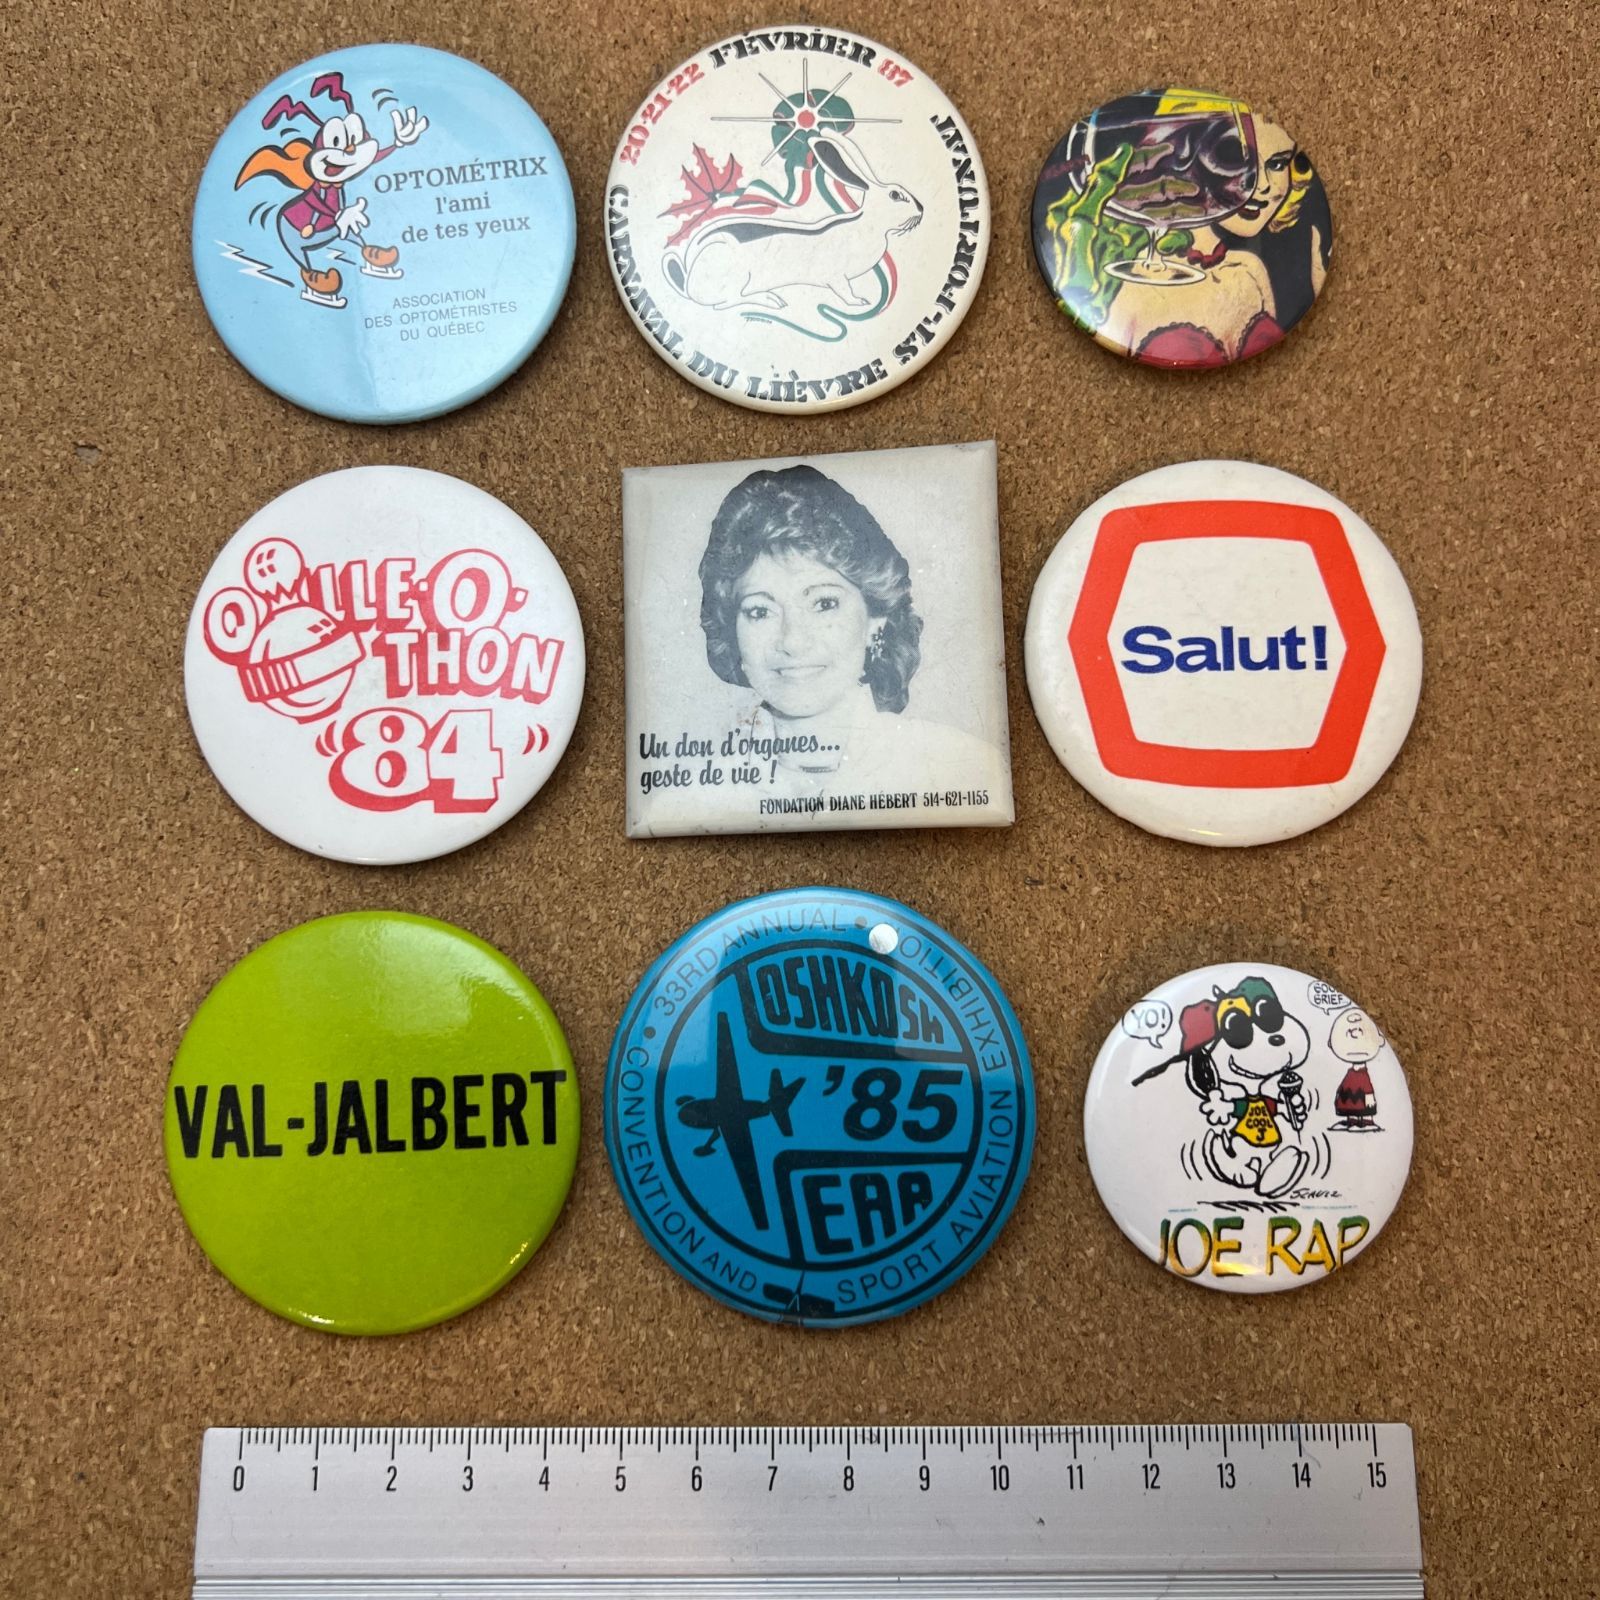 OPTOMÉTRIX
l'ami
de tes yeux
ASSOCIATION
DES OPTOMÉTRISTES
DU QUÉBEC
20-21-22 FÉVRIER 87
CARNAVAL DU LIÈVRE ST-FORTUNAT
QUILLE-O-
THON
84
Un don d'organes...
geste de vie !
FONDATION DIANE HÉBERT 514-621-1155
Salut!
VAL-JALBERT
33RD ANNUAL EXHIBITION
CONVENTION AND SPORT AVIATION
OSHKOSH
'85
EAA
YO!
GOOD
GRIEF
JOE
COOL
J
SCHULZ
JOE RAP
0 1 2 3 4 5 6 7 8 9 10 11 12 13 14 15